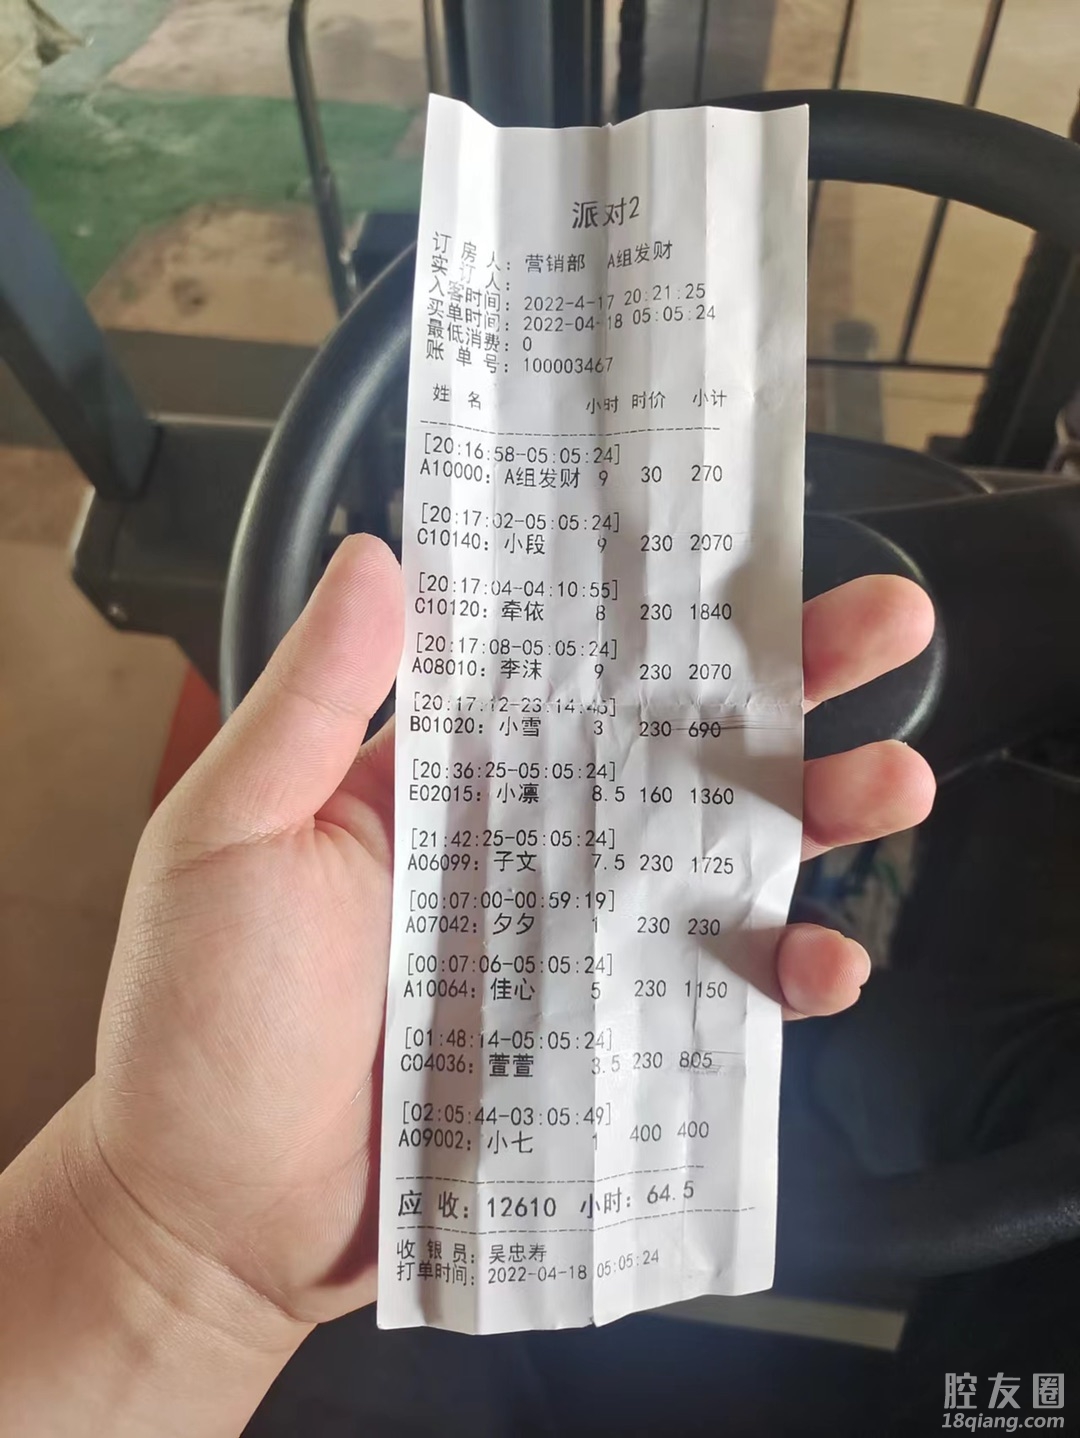 派对2
订 房 人: 营销部 A组发财
实 订 人:
入客时间: 2022-4-17 20:21:25
买单时间: 2022-04-18 05:05:24
最低消费: 0
账 单 号: 100003467
姓 名 小时 时价 小计
[20:16:58-05:05:24]
A10000: A组发财 9 30 270
[20:17:02-05:05:24]
C10140: 小段 9 230 2070
[20:17:04-04:10:55]
C10120: 牵依 8 230 1840
[20:17:08-05:05:24]
A08010: 李沫 9 230 2070
[20:17:12-23:14:45]
B01020: 小雪 3 230 690
[20:36:25-05:05:24]
E02015: 小凛 8.5 160 1360
[21:42:25-05:05:24]
A06099: 子文 7.5 230 1725
[00:07:00-00:59:19]
A07042: 夕夕 1 230 230
[00:07:06-05:05:24]
A10064: 佳心 5 230 1150
[01:48:14-05:05:24]
C04036: 萱萱 3.5 230 805
[02:05:44-03:05:49]
A09002: 小七 1 400 400
应 收: 12610 小时: 64.5
收 银 员: 吴忠寿
打单时间: 2022-04-18 05:05:24
腔友圈
18qiang.com